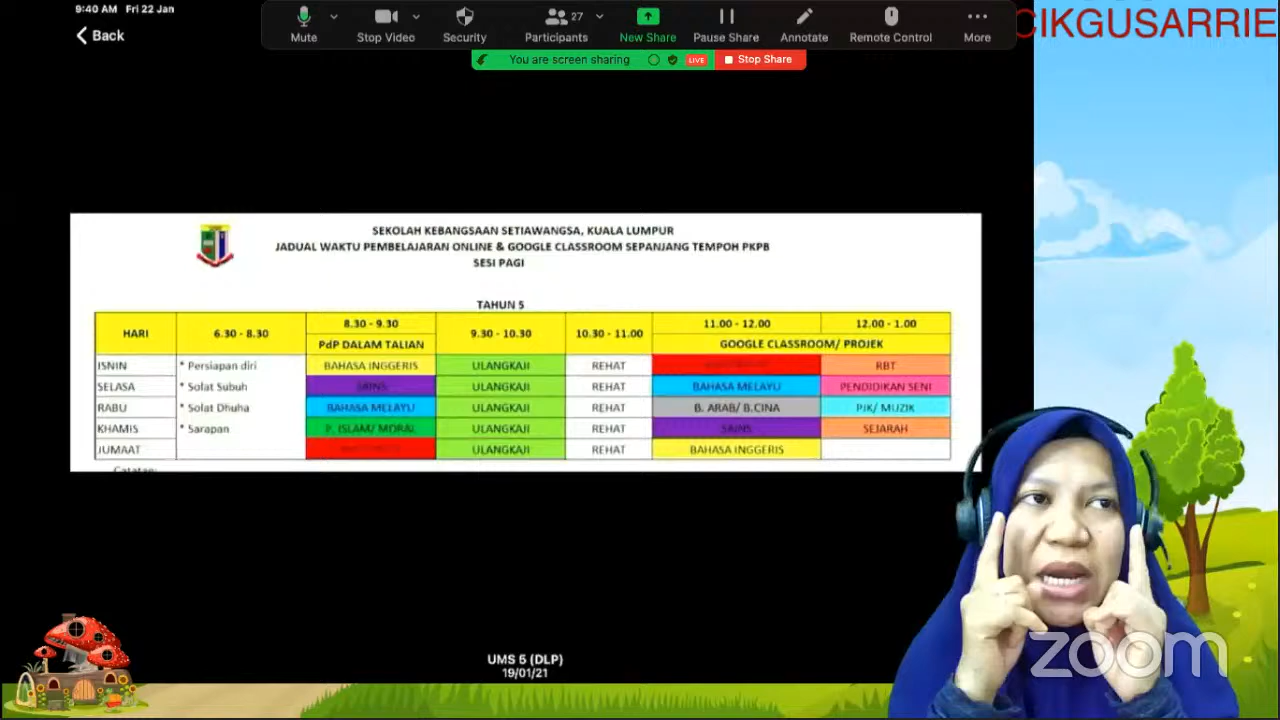 9:40 AM Fri 22 Jan
Back
Mute
Stop Video
Security
27
Participants
New Share
Pause Share
Annotate
Remote Control
More
You are screen sharing
LIVE
Stop Share
CIKGUSARRIE
SEKOLAH KEBANGSAAN SETIAWANGSA, KUALA LUMPUR
JADUAL WAKTU PEMBELAJARAN ONLINE & GOOGLE CLASSROOM SEPANJANG TEMPOH PKPB
SESI PAGI
TAHUN 5
HARI 6.30 - 8.30 8.30 - 9.30 9.30 - 10.30 10.30 - 11.00 11.00 - 12.00 12.00 - 1.00
PdP DALAM TALIAN GOOGLE CLASSROOM/ PROJEK
ISNIN * Persiapan diri BAHASA INGGERIS ULANGKAJI REHAT RBT
SELASA * Solat Subuh SAINS ULANGKAJI REHAT BAHASA MELAYU PENDIDIKAN SENI
RABU * Solat Dhuha BAHASA MELAYU ULANGKAJI REHAT B. ARAB/ B.CINA PJK/ MUZIK
KHAMIS * Sarapan P. ISLAM/ MORAL ULANGKAJI REHAT SAINS SEJARAH
JUMAAT ULANGKAJI REHAT BAHASA INGGERIS
UMS 5 (DLP)
19/01/21
zoom